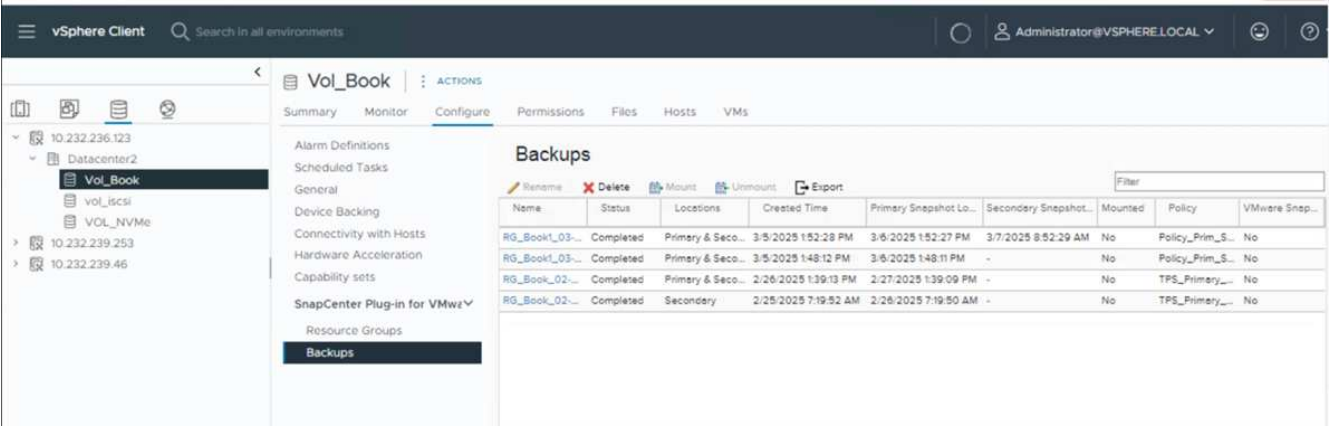 vSphere Client Search in all environments Administrator@VSPHERE.LOCAL
Vol_Book ACTIONS
Summary Monitor Configure Permissions Files Hosts VMs
10.232.236.123
Datacenter2
Vol_Book
vol_iscsi
VOL_NVMe
10.232.239.253
10.232.239.46
Alarm Definitions
Scheduled Tasks
General
Device Backing
Connectivity with Hosts
Hardware Acceleration
Capability sets
SnapCenter Plug-in for VMwa
Resource Groups
Backups
Backups
Rename Delete Mount Unmount Export Filter
Name Status Locations Created Time Primary Snapshot Lo... Secondary Snapshot... Mounted Policy VMware Snap...
RG_Book1_03-... Completed Primary & Seco... 3/5/2025 1:52:28 PM 3/6/2025 1:52:27 PM 3/7/2025 8:52:29 AM No Policy_Prim_S... No
RG_Book1_03-... Completed Primary & Seco... 3/5/2025 1:48:12 PM 3/6/2025 1:48:11 PM - No Policy_Prim_S... No
RG_Book_02-... Completed Primary & Seco... 2/26/2025 1:39:13 PM 2/27/2025 1:39:09 PM - No TPS_Primary_... No
RG_Book_02-... Completed Secondary 2/25/2025 7:19:52 AM 2/26/2025 7:19:50 AM - No TPS_Primary_... No